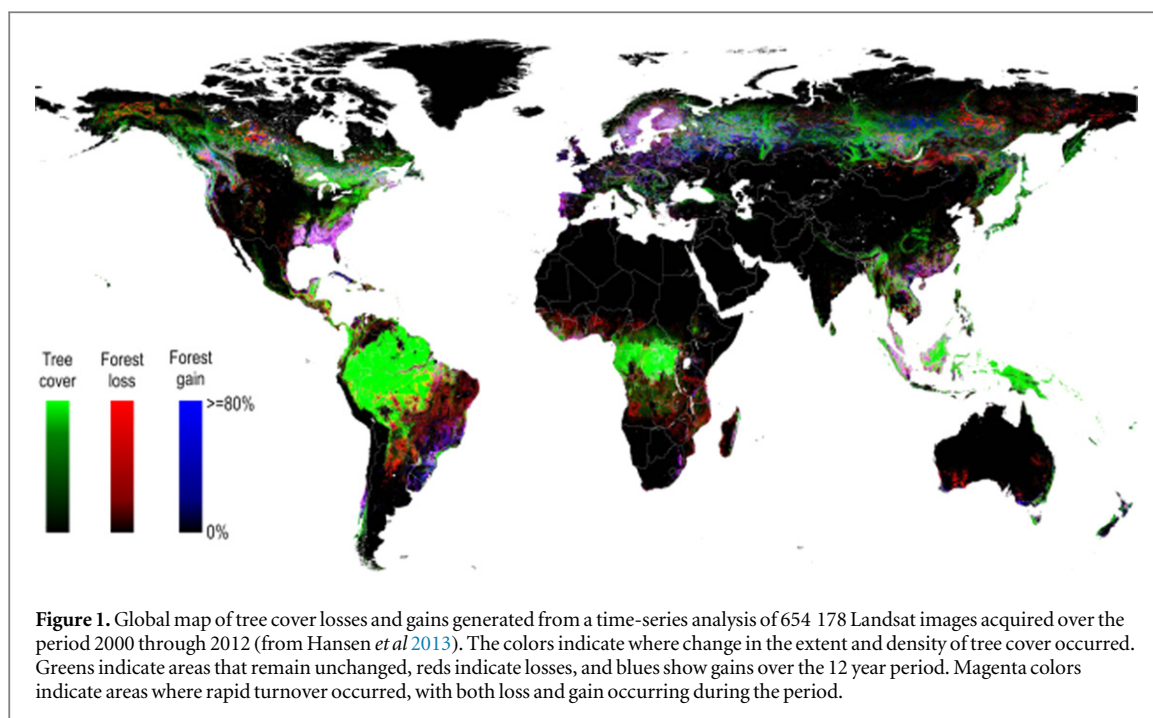 Tree
cover
Forest
loss
Forest
gain
>=80%
0%
Figure 1. Global map of tree cover losses and gains generated from a time-series analysis of 654 178 Landsat images acquired over the
period 2000 through 2012 (from Hansen et al 2013). The colors indicate where change in the extent and density of tree cover occurred.
Greens indicate areas that remain unchanged, reds indicate losses, and blues show gains over the 12 year period. Magenta colors
indicate areas where rapid turnover occurred, with both loss and gain occurring during the period.